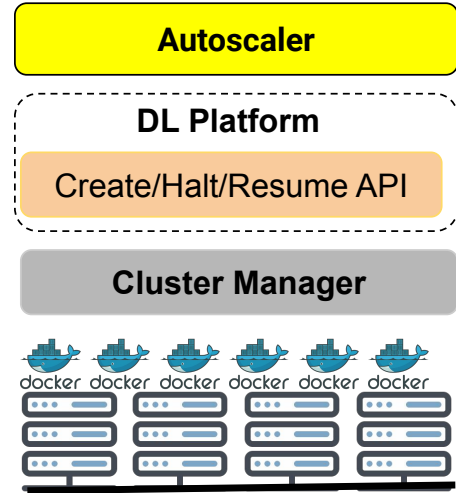 Autoscaler
DL Platform
Create/Halt/Resume API
Cluster Manager
docker docker docker docker docker docker